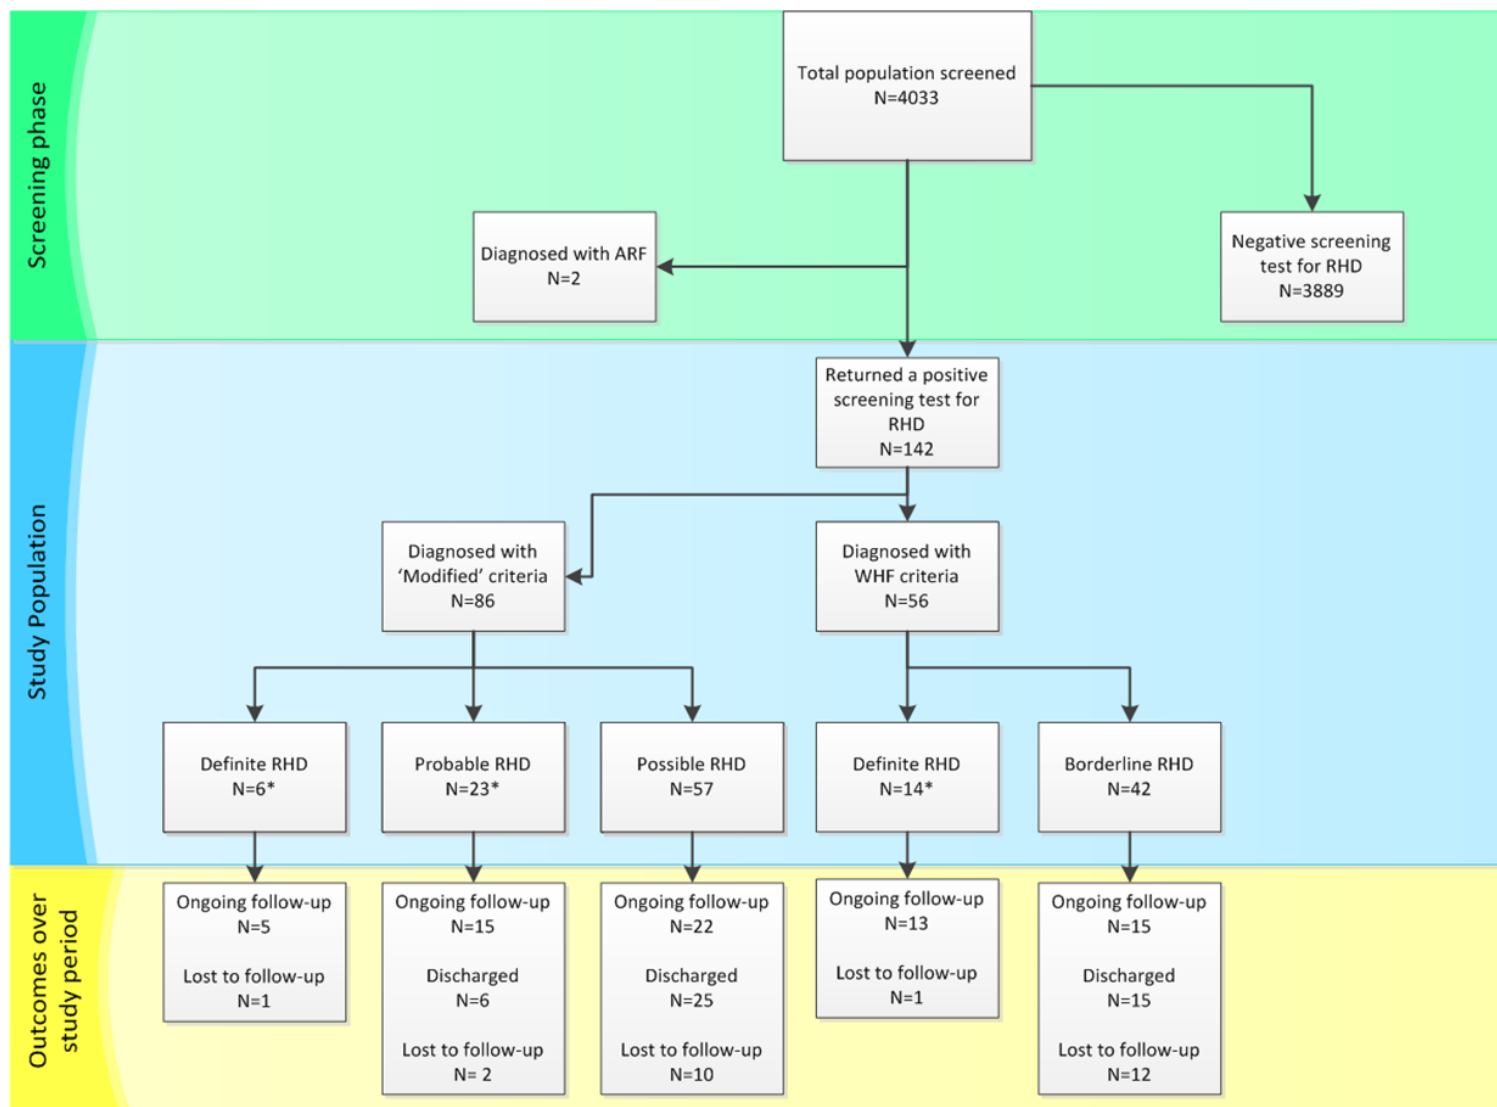 Screening phase
Total population screened
N=4033
Diagnosed with ARF
N=2
Negative screening
test for RHD
N=3889
Study Population
Returned a positive
screening test for
RHD
N=142
Diagnosed with
‘Modified’ criteria
N=86
Diagnosed with
WHF criteria
N=56
Definite RHD
N=6*
Probable RHD
N=23*
Possible RHD
N=57
Definite RHD
N=14*
Borderline RHD
N=42
Outcomes over
study period
Ongoing follow-up
N=5
Lost to follow-up
N=1
Ongoing follow-up
N=15
Discharged
N=6
Lost to follow-up
N= 2
Ongoing follow-up
N=22
Discharged
N=25
Lost to follow-up
N=10
Ongoing follow-up
N=13
Lost to follow-up
N=1
Ongoing follow-up
N=15
Discharged
N=15
Lost to follow-up
N=12